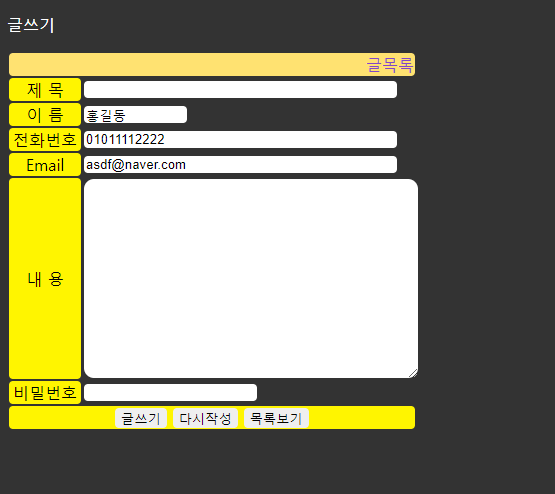 글쓰기
글목록
제 목
이 름 홍길동
전화번호 01011112222
Email asdf@naver.com
내 용
비밀번호
글쓰기 다시작성 목록보기